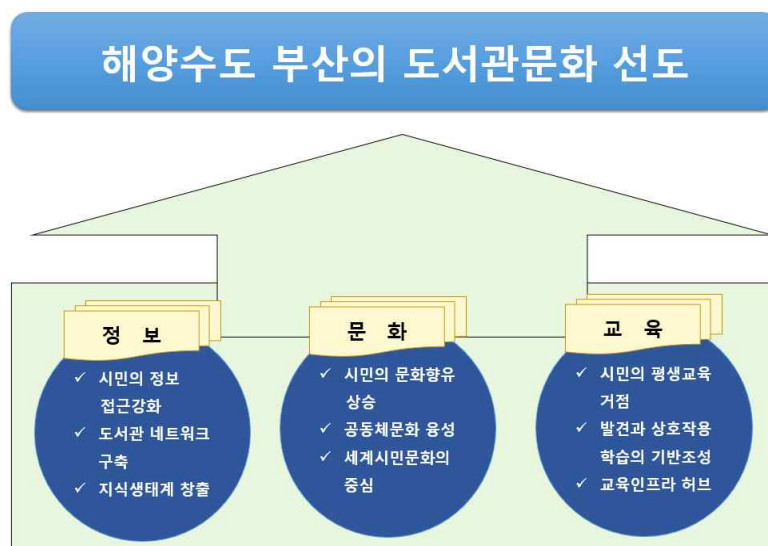 해양수도 부산의 도서관문화 선도
정 보
✓ 시민의 정보
접근강화
✓ 도서관 네트워크
구축
✓ 지식생태계 창출
문 화
✓ 시민의 문화향유
상승
✓ 공동체문화 융성
✓ 세계시민문화의
중심
교 육
✓ 시민의 평생교육
거점
✓ 발견과 상호작용
학습의 기반조성
✓ 교육인프라 허브